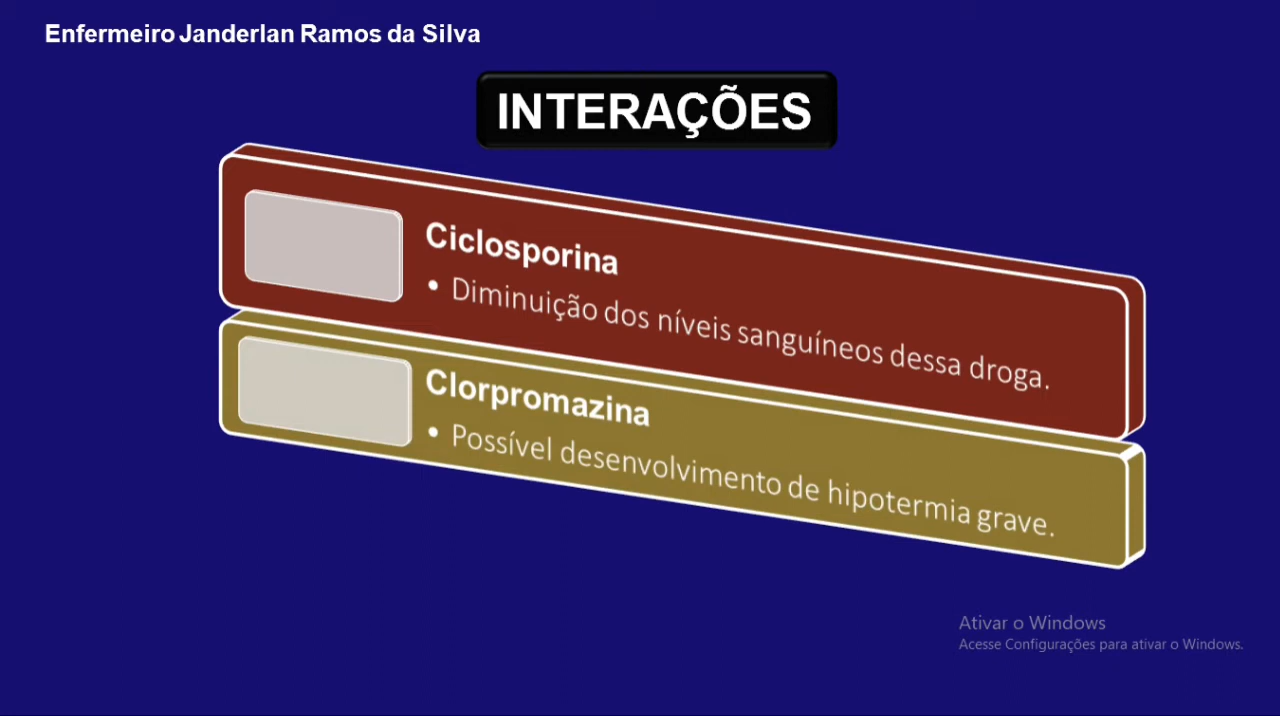 Enfermeiro Janderlan Ramos da Silva
INTERAÇÕES
Ciclosporina
• Diminuição dos níveis sanguíneos dessa droga.
Clorpromazina
• Possível desenvolvimento de hipotermia grave.
Ativar o Windows
Acesse Configurações para ativar o Windows.